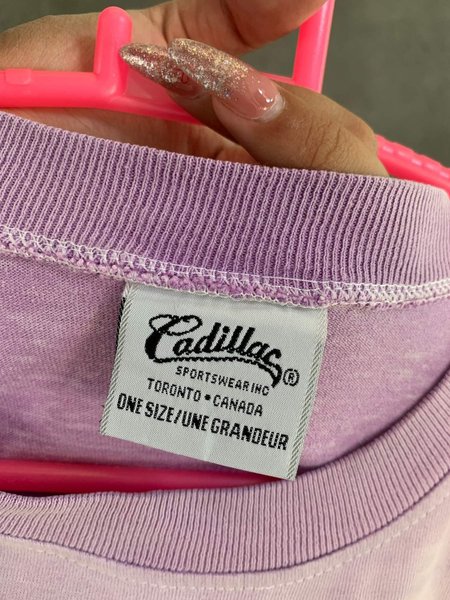 Cadillac®
SPORTSWEAR INC
TORONTO • CANADA
ONE SIZE/UNE GRANDEUR